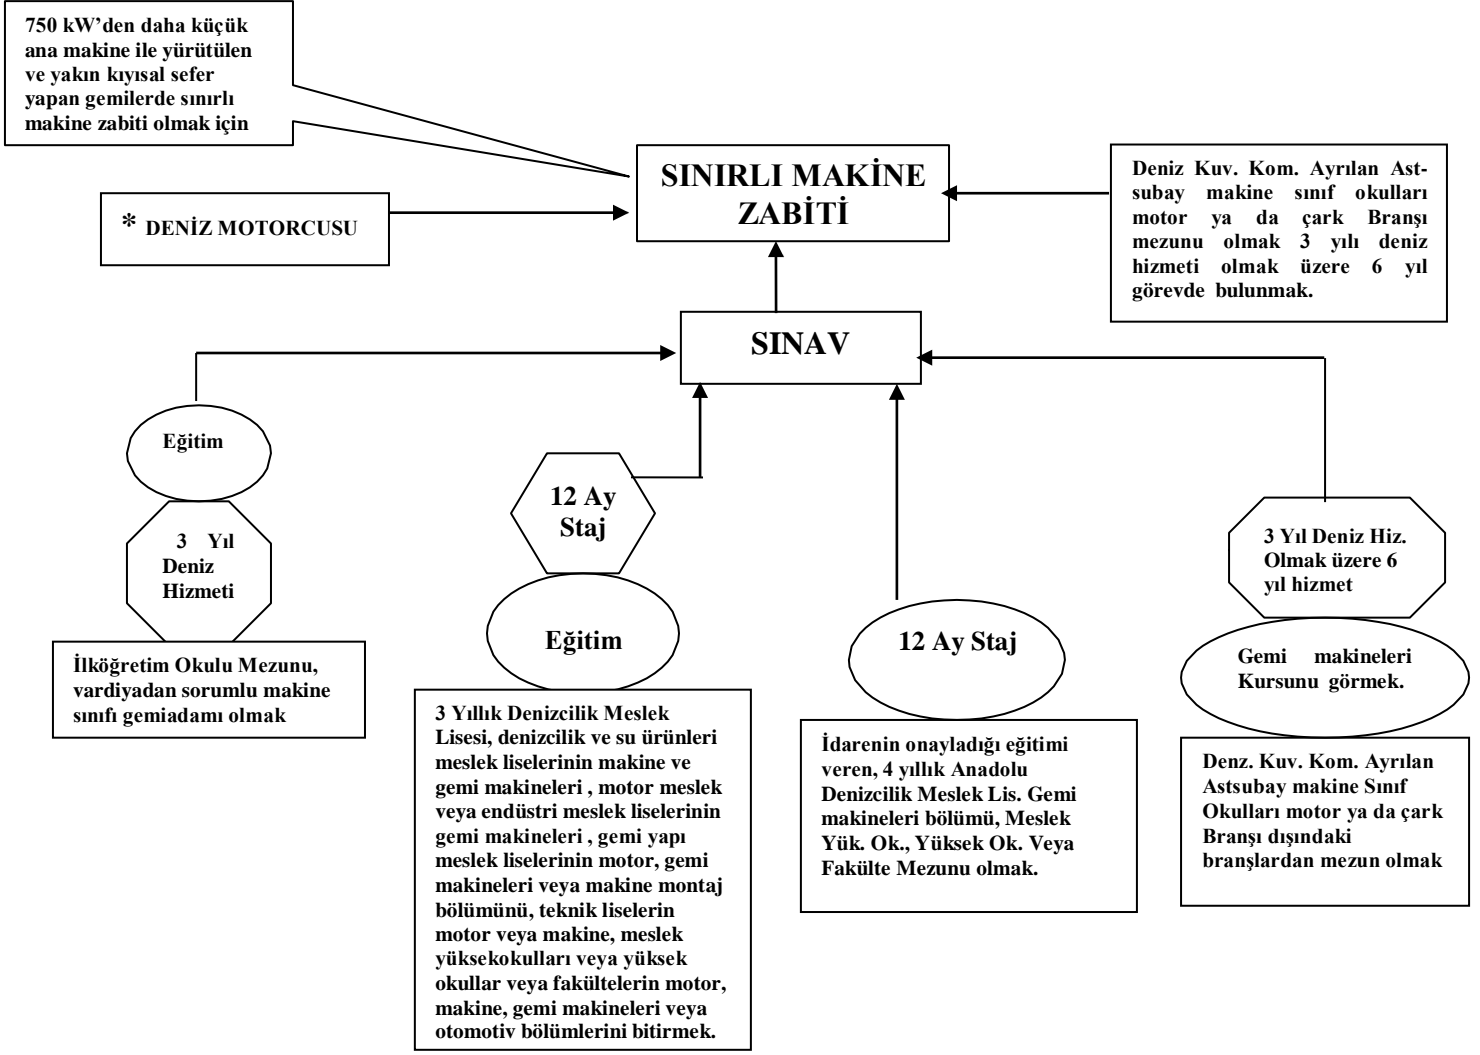 750 kW’den daha küçük
ana makine ile yürütülen
ve yakın kıyısal sefer
yapan gemilerde sınırlı
makine zabiti olmak için
SINIRLI MAKİNE
ZABİTİ
* DENİZ MOTORCUSU
Deniz Kuv. Kom. Ayrılan Ast-
subay makine sınıf okulları
motor ya da çark Branşı
mezunu olmak 3 yılı deniz
hizmeti olmak üzere 6 yıl
görevde bulunmak.
SINAV
Eğitim
3 Yıl
Deniz
Hizmeti
İlköğretim Okulu Mezunu,
vardiyadan sorumlu makine
sınıfı gemiadamı olmak
12 Ay
Staj
Eğitim
3 Yıllık Denizcilik Meslek
Lisesi, denizcilik ve su ürünleri
meslek liselerinin makine ve
gemi makineleri , motor meslek
veya endüstri meslek liselerinin
gemi makineleri , gemi yapı
meslek liselerinin motor, gemi
makineleri veya makine montaj
bölümünü, teknik liselerin
motor veya makine, meslek
yüksekokulları veya yüksek
okullar veya fakültelerin motor,
makine, gemi makineleri veya
otomotiv bölümlerini bitirmek.
12 Ay Staj
İdarenin onayladığı eğitimi
veren, 4 yıllık Anadolu
Denizcilik Meslek Lis. Gemi
makineleri bölümü, Meslek
Yük. Ok., Yüksek Ok. Veya
Fakülte Mezunu olmak.
3 Yıl Deniz Hiz.
Olmak üzere 6
yıl hizmet
Gemi makineleri
Kursunu görmek.
Denz. Kuv. Kom. Ayrılan
Astsubay makine Sınıf
Okulları motor ya da çark
Branşı dışındaki
branşlardan mezun olmak